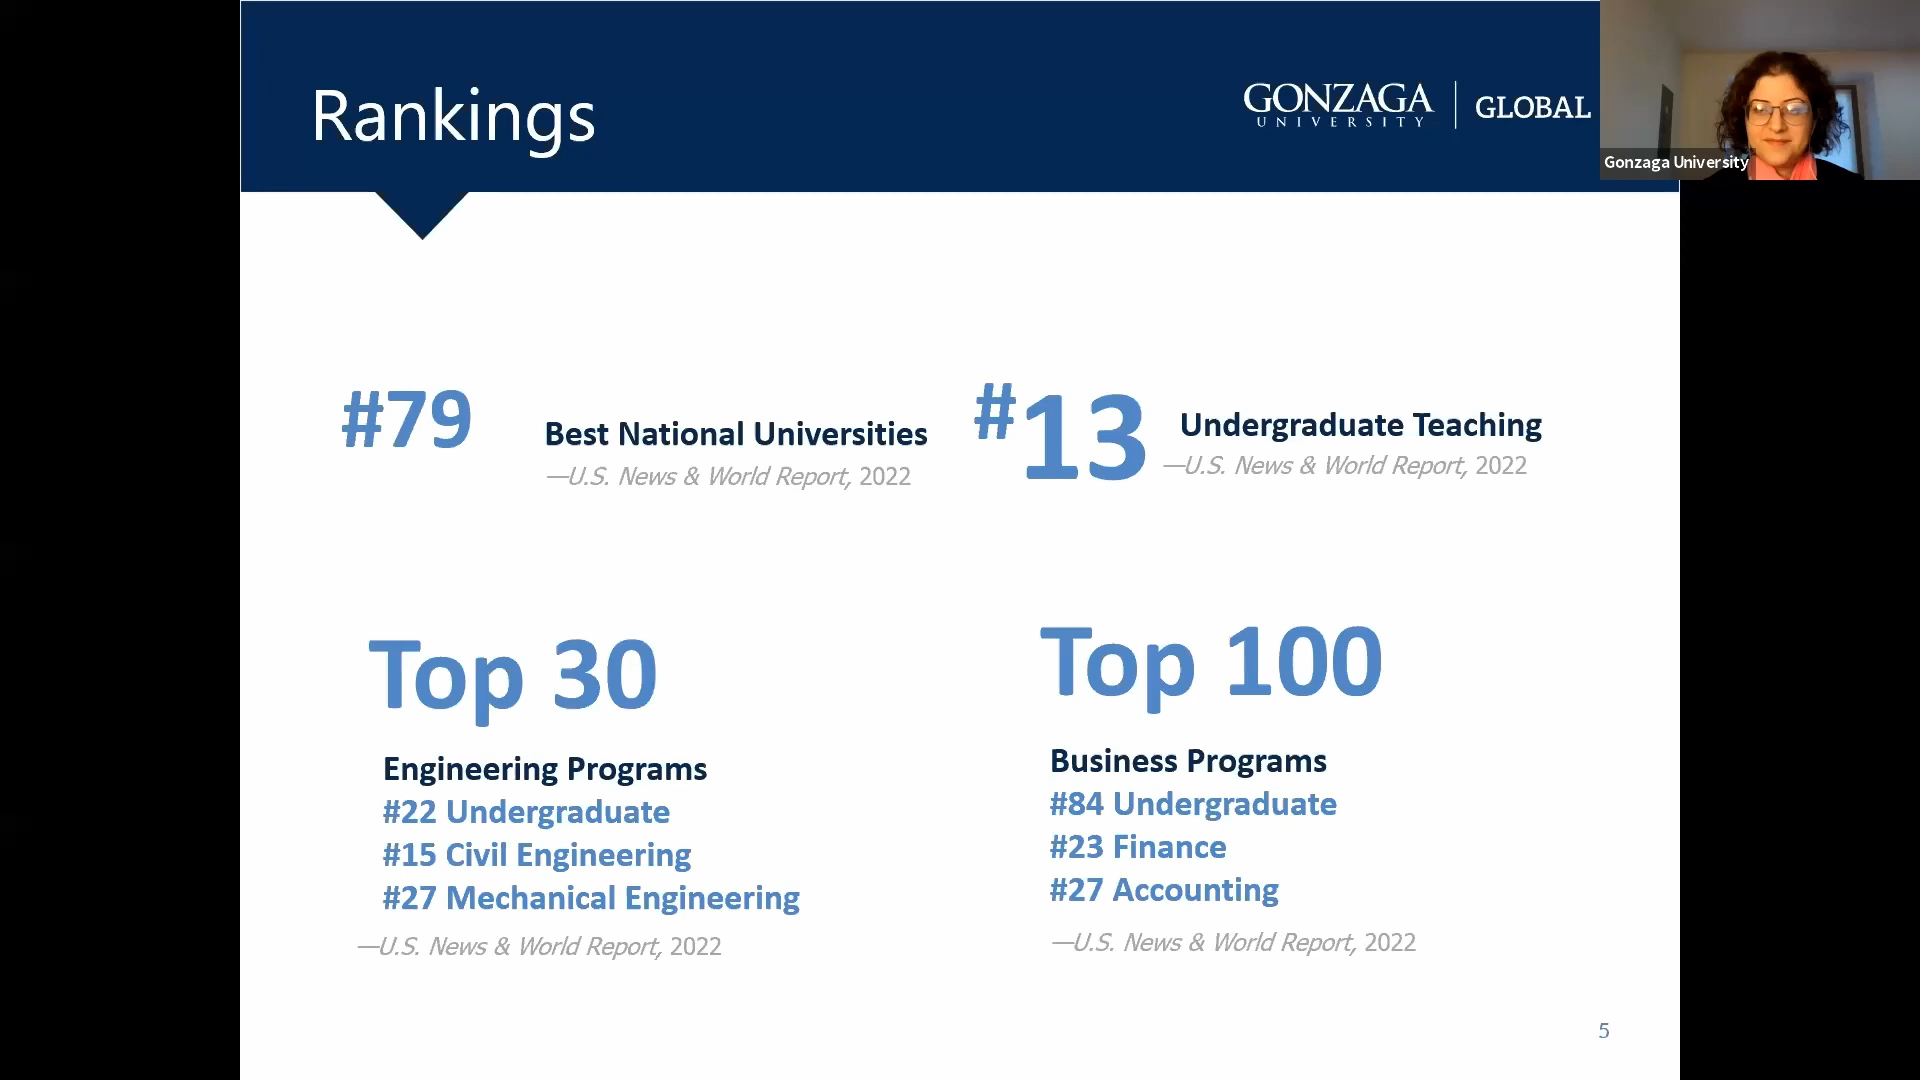 Rankings
GONZAGA
UNIVERSITY
GLOBAL
Gonzaga University
#79
Best National Universities
—U.S. News & World Report, 2022
#13
Undergraduate Teaching
—U.S. News & World Report, 2022
Top 30
Engineering Programs
#22 Undergraduate
#15 Civil Engineering
#27 Mechanical Engineering
—U.S. News & World Report, 2022
Top 100
Business Programs
#84 Undergraduate
#23 Finance
#27 Accounting
—U.S. News & World Report, 2022
5